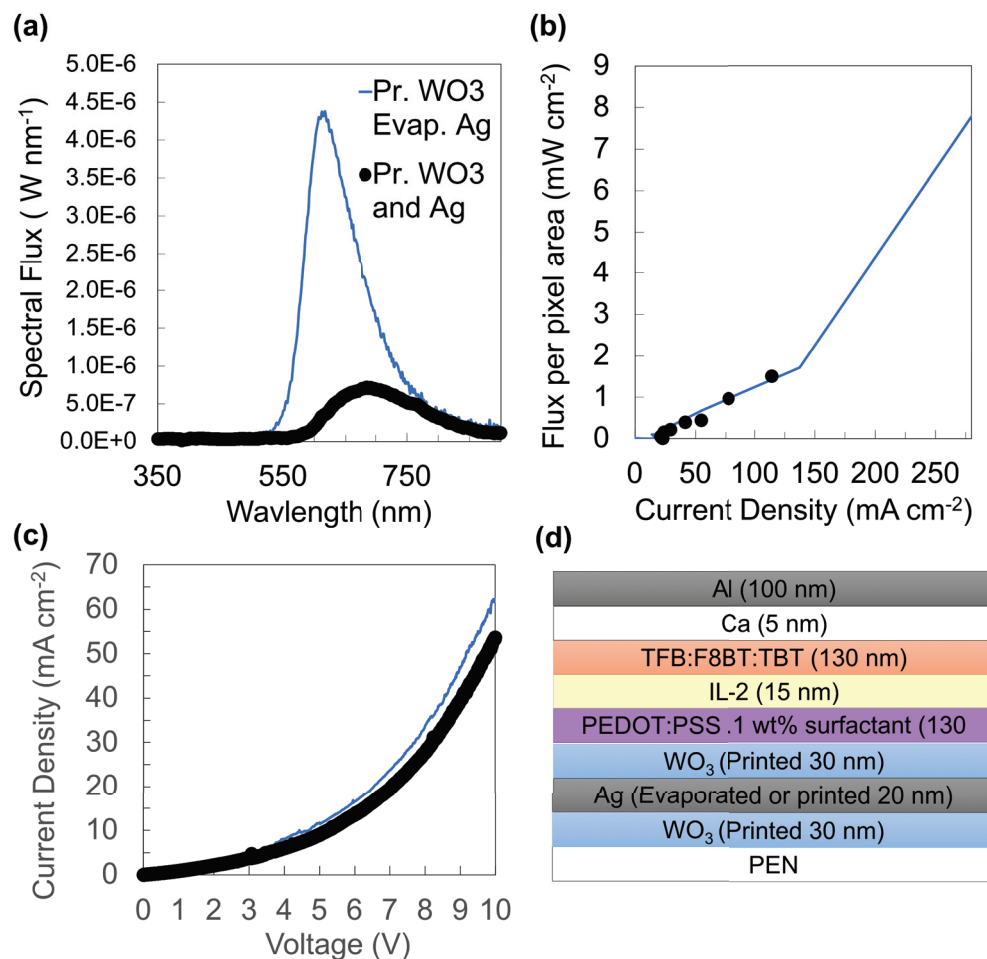 (a)
Spectral Flux ( W nm-1)
5.0E-6
4.5E-6
4.0E-6
3.5E-6
3.0E-6
2.5E-6
2.0E-6
1.5E-6
1.0E-6
5.0E-7
0.0E+0
Pr. WO3
Evap. Ag
Pr. WO3
and Ag
350
550
750
Wavlength (nm)
(b)
Flux per pixel area (mW cm-2)
9
8
7
6
5
4
3
2
1
0
0
50
100
150
200
250
Current Density (mA cm-2)
(c)
Current Density (mA cm-2)
70
60
50
40
30
20
10
0
0 1 2 3 4 5 6 7 8 9 10
Voltage (V)
(d)
Al (100 nm)
Ca (5 nm)
TFB:F8BT:TBT (130 nm)
IL-2 (15 nm)
PEDOT:PSS .1 wt% surfactant (130
WO3 (Printed 30 nm)
Ag (Evaporated or printed 20 nm)
WO3 (Printed 30 nm)
PEN